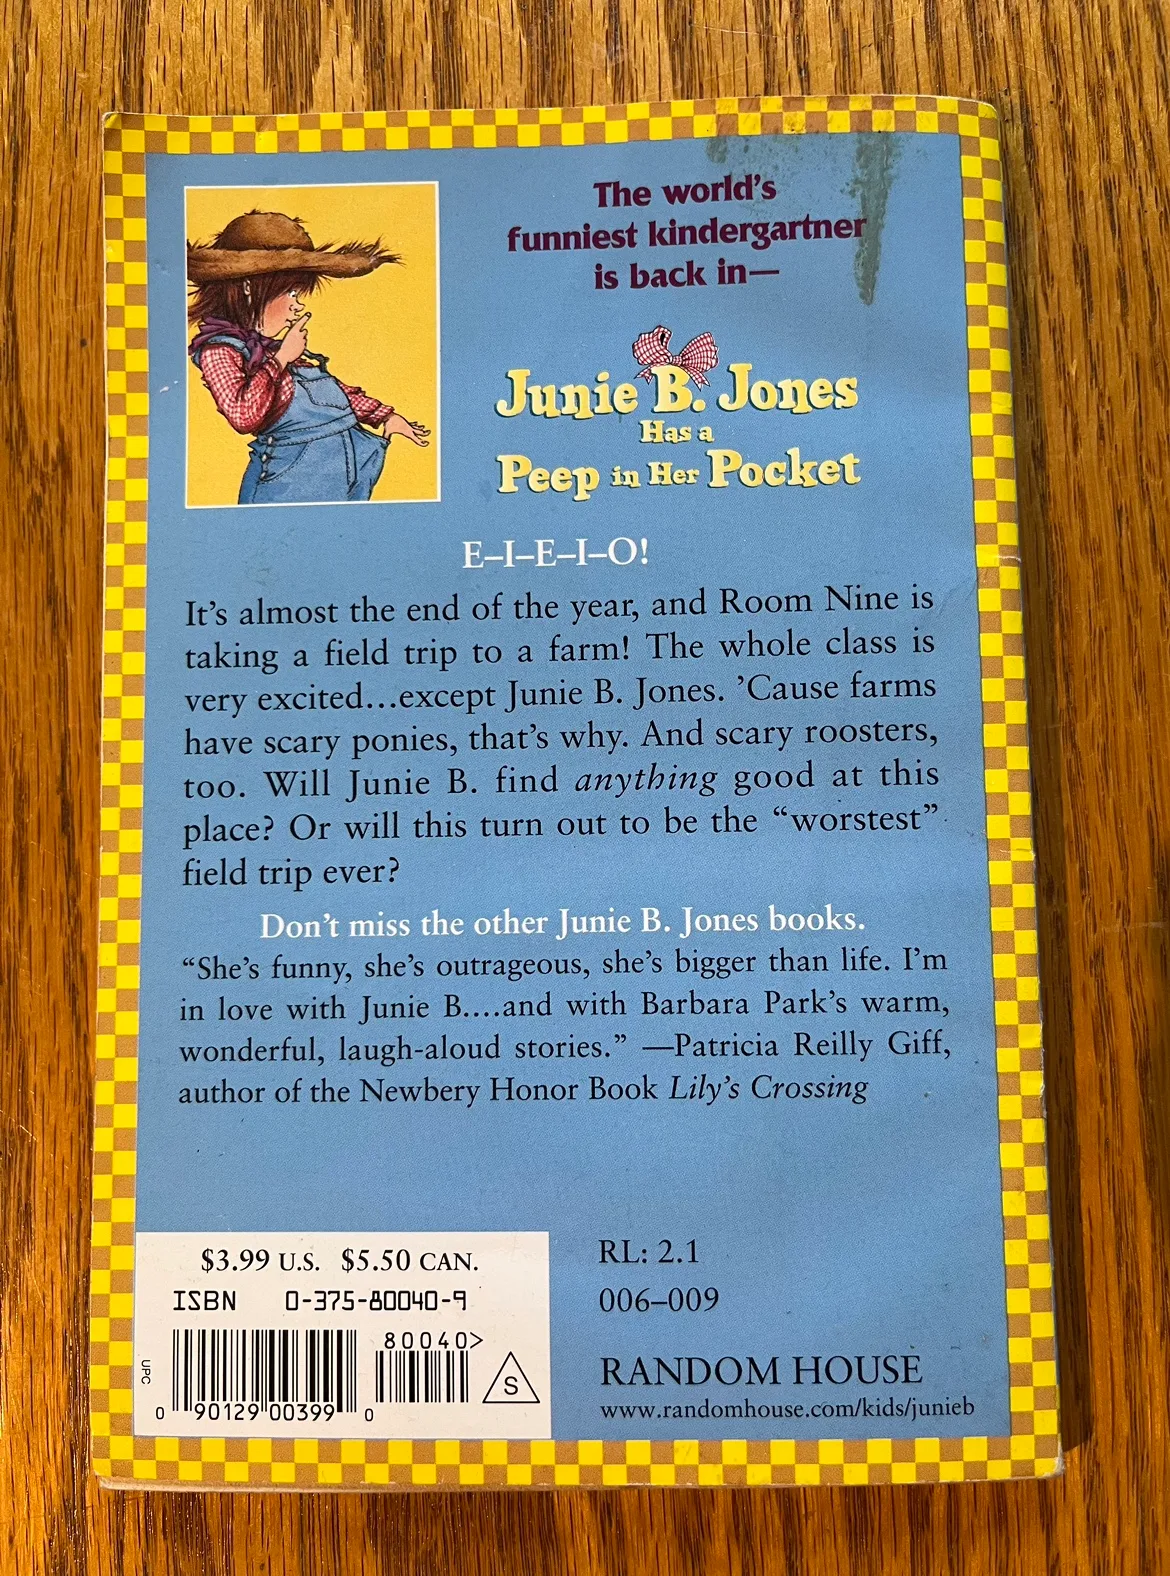 The world's
funniest kindergartner
is back in—
Junie B. Jones
Has a
Peep in Her Pocket
E–I–E–I–O!
It's almost the end of the year, and Room Nine is
taking a field trip to a farm! The whole class is
very excited...except Junie B. Jones. 'Cause farms
have scary ponies, that's why. And scary roosters,
too. Will Junie B. find anything good at this
place? Or will this turn out to be the “worstest”
field trip ever?
Don't miss the other Junie B. Jones books.
“She's funny, she's outrageous, she's bigger than life. I'm
in love with Junie B....and with Barbara Park's warm,
wonderful, laugh-aloud stories.” —Patricia Reilly Giff,
author of the Newbery Honor Book Lily's Crossing
$3.99 U.S. $5.50 CAN.
ISBN 0-375-80040-9
80040>
UPC
0 90129 00399 0
S
RL: 2.1
006–009
RANDOM HOUSE
www.randomhouse.com/kids/junieb